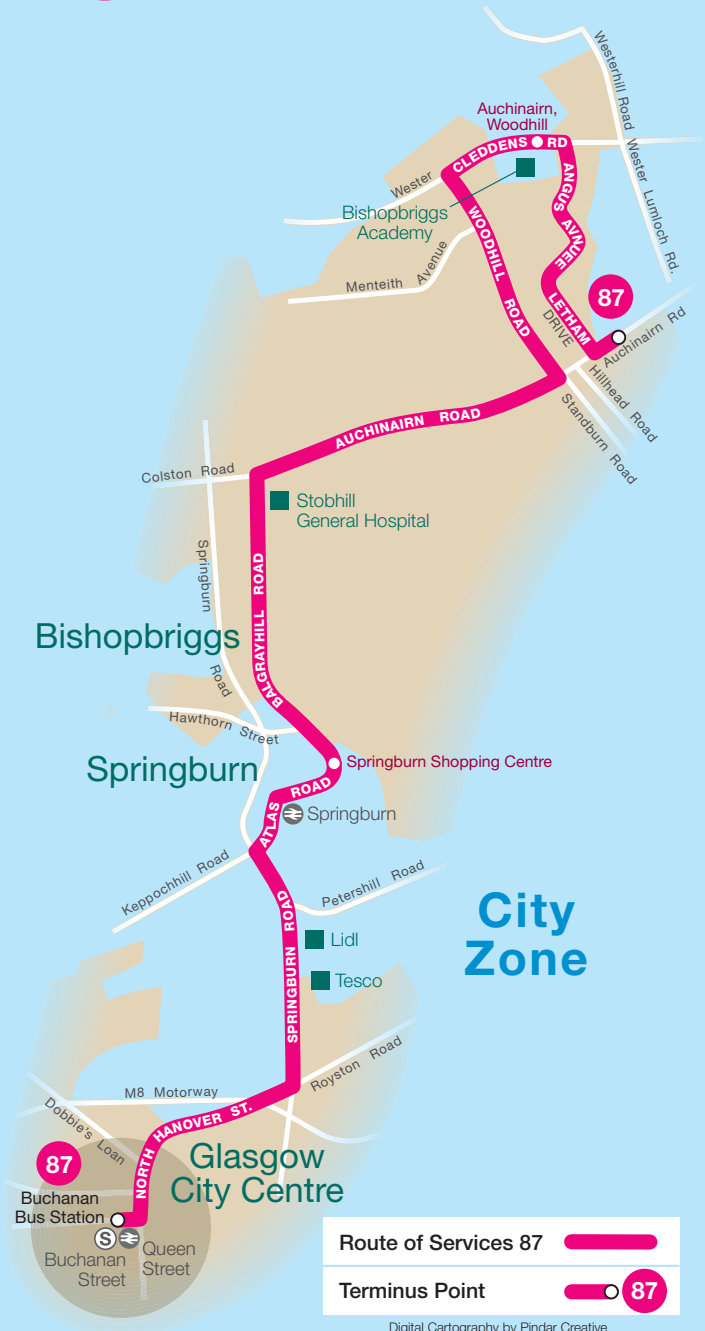 Westerhill Road
Wester Lumloch Rd.
Auchinairn,
Woodhill
CLEDDENS RD
Wester
ANGUS AVNUEE
Bishopbriggs
Academy
WOODHILL ROAD
Menteith Avenue
87
LETHAM
DRIVE
Auchinairn Rd
Hillhead Road
Standburn Road
AUCHINAIRN ROAD
Colston Road
Stobhill
General Hospital
Springburn Road
BALGRAYHILL ROAD
Bishopbriggs
Hawthorn Street
Springburn
Springburn Shopping Centre
ATLAS ROAD
Springburn
Keppochhill Road
Petershill Road
SPRINGBURN ROAD
City
Zone
Lidl
Tesco
Royston Road
M8 Motorway
Dobbie's Loan
NORTH HANOVER ST.
Glasgow
City Centre
87
Buchanan
Bus Station
S
Buchanan
Street
Queen
Street
Route of Services 87
Terminus Point
87
Digital Cartography by Pindar Creative